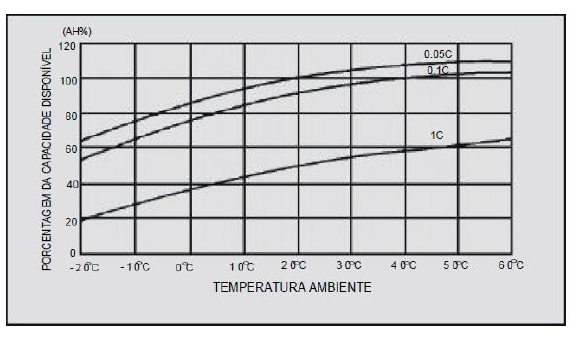 (AH%)
PORCENTAGEM DA CAPACIDADE DISPONÍVEL
120
100
80
60
40
20
0
0.05C
0.1C
1C
-20°C -10°C 0°C 10°C 20°C 30°C 40°C 50°C 60°C
TEMPERATURA AMBIENTE